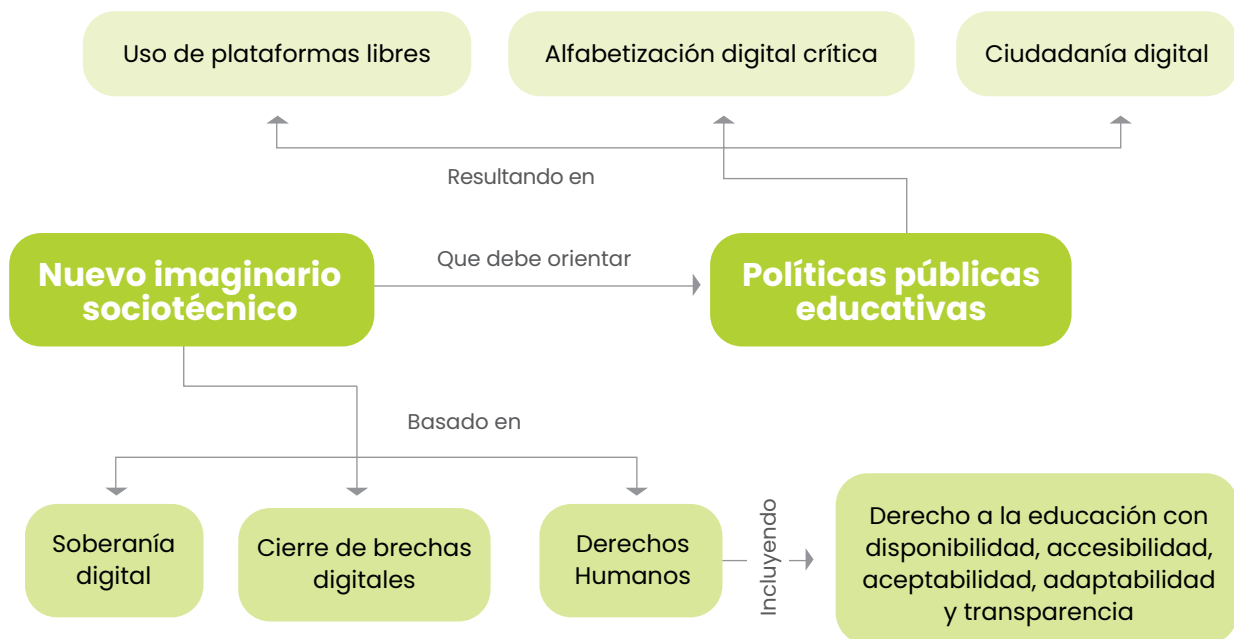 Uso de plataformas libres
Alfabetización digital crítica
Ciudadanía digital
Resultando en
Nuevo imaginario
sociotécnico
Que debe orientar
Políticas públicas
educativas
Basado en
Soberanía
digital
Cierre de brechas
digitales
Derechos
Humanos
Incluyendo
Derecho a la educación con
disponibilidad, accesibilidad,
aceptabilidad, adaptabilidad
y transparencia